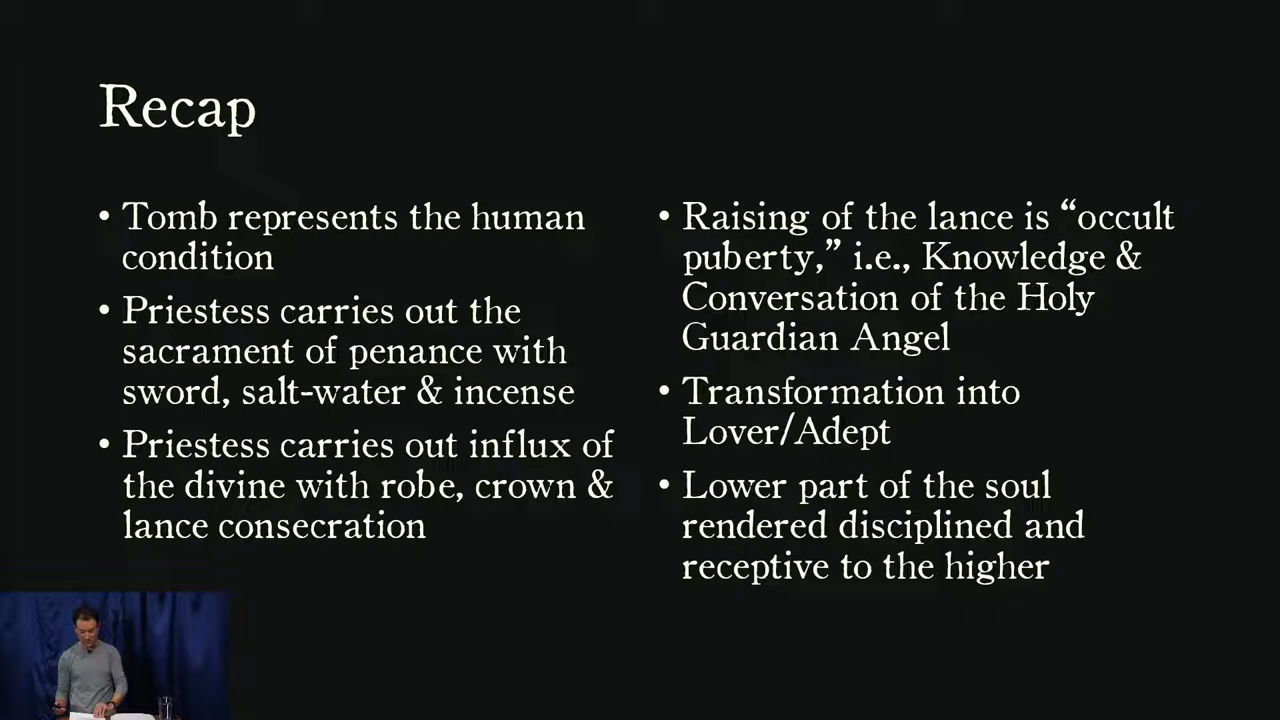 Recap
• Tomb represents the human
condition
• Priestess carries out the
sacrament of penance with
sword, salt-water & incense
• Priestess carries out influx of
the divine with robe, crown &
lance consecration
• Raising of the lance is “occult
puberty,” i.e., Knowledge &
Conversation of the Holy
Guardian Angel
• Transformation into
Lover/Adept
• Lower part of the soul
rendered disciplined and
receptive to the higher